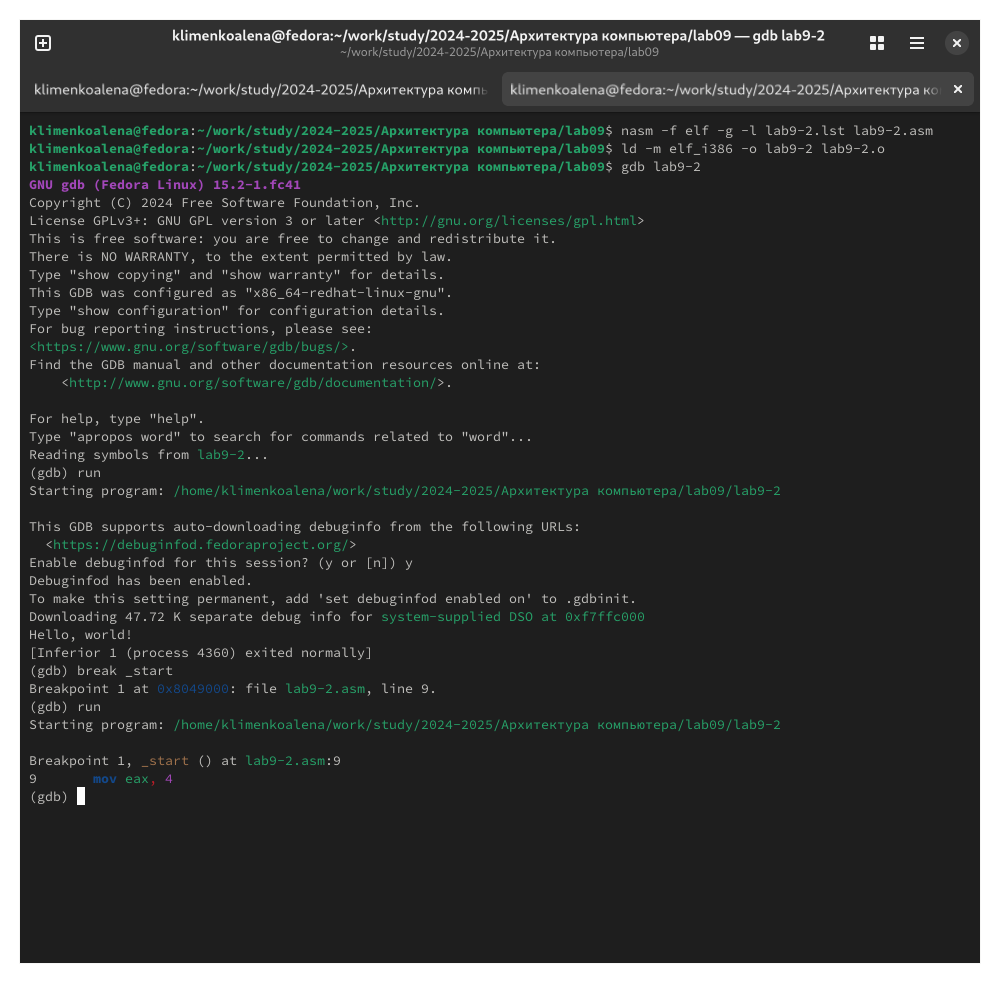 klimenkoalena@fedora:~/work/study/2024-2025/Архитектура компьютера/lab09 — gdb lab9-2
~/work/study/2024-2025/Архитектура компьютера/lab09
klimenkoalena@fedora:~/work/study/2024-2025/Архитектура комп
klimenkoalena@fedora:~/work/study/2024-2025/Архитектура ко
klimenkoalena@fedora:~/work/study/2024-2025/Архитектура компьютера/lab09$ nasm -f elf -g -l lab9-2.lst lab9-2.asm
klimenkoalena@fedora:~/work/study/2024-2025/Архитектура компьютера/lab09$ ld -m elf_i386 -o lab9-2 lab9-2.o
klimenkoalena@fedora:~/work/study/2024-2025/Архитектура компьютера/lab09$ gdb lab9-2
GNU gdb (Fedora Linux) 15.2-1.fc41
Copyright (C) 2024 Free Software Foundation, Inc.
License GPLv3+: GNU GPL version 3 or later <http://gnu.org/licenses/gpl.html>
This is free software: you are free to change and redistribute it.
There is NO WARRANTY, to the extent permitted by law.
Type "show copying" and "show warranty" for details.
This GDB was configured as "x86_64-redhat-linux-gnu".
Type "show configuration" for configuration details.
For bug reporting instructions, please see:
<https://www.gnu.org/software/gdb/bugs/>.
Find the GDB manual and other documentation resources online at:
    <http://www.gnu.org/software/gdb/documentation/>.
For help, type "help".
Type "apropos word" to search for commands related to "word"...
Reading symbols from lab9-2...
(gdb) run
Starting program: /home/klimenkoalena/work/study/2024-2025/Архитектура компьютера/lab09/lab9-2
This GDB supports auto-downloading debuginfo from the following URLs:
  <https://debuginfod.fedoraproject.org/>
Enable debuginfod for this session? (y or [n]) y
Debuginfod has been enabled.
To make this setting permanent, add 'set debuginfod enabled on' to .gdbinit.
Downloading 47.72 K separate debug info for system-supplied DSO at 0xf7ffc000
Hello, world!
[Inferior 1 (process 4360) exited normally]
(gdb) break _start
Breakpoint 1 at 0x8049000: file lab9-2.asm, line 9.
(gdb) run
Starting program: /home/klimenkoalena/work/study/2024-2025/Архитектура компьютера/lab09/lab9-2
Breakpoint 1, _start () at lab9-2.asm:9
9       mov eax, 4
(gdb)